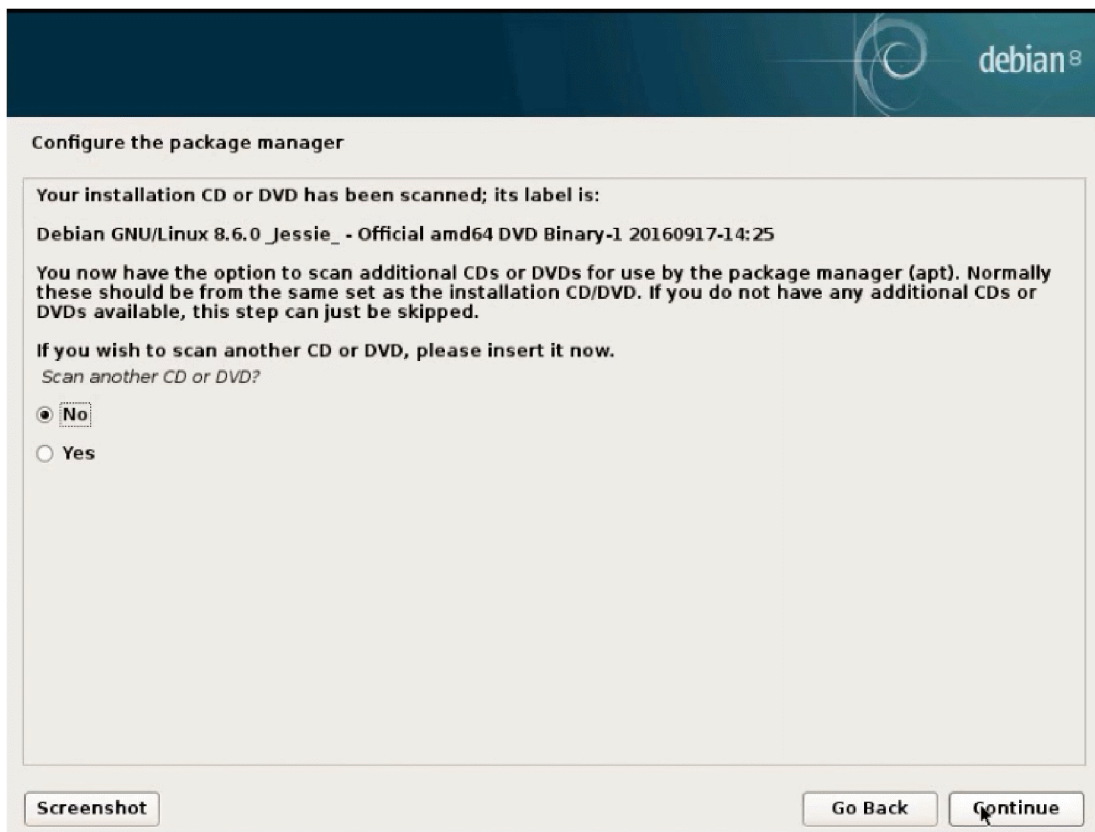 debian 8
Configure the package manager
Your installation CD or DVD has been scanned; its label is:
Debian GNU/Linux 8.6.0 _Jessie_ - Official amd64 DVD Binary-1 20160917-14:25
You now have the option to scan additional CDs or DVDs for use by the package manager (apt). Normally
these should be from the same set as the installation CD/DVD. If you do not have any additional CDs or
DVDs available, this step can just be skipped.
If you wish to scan another CD or DVD, please insert it now.
Scan another CD or DVD?
No
Yes
Screenshot
Go Back
Continue